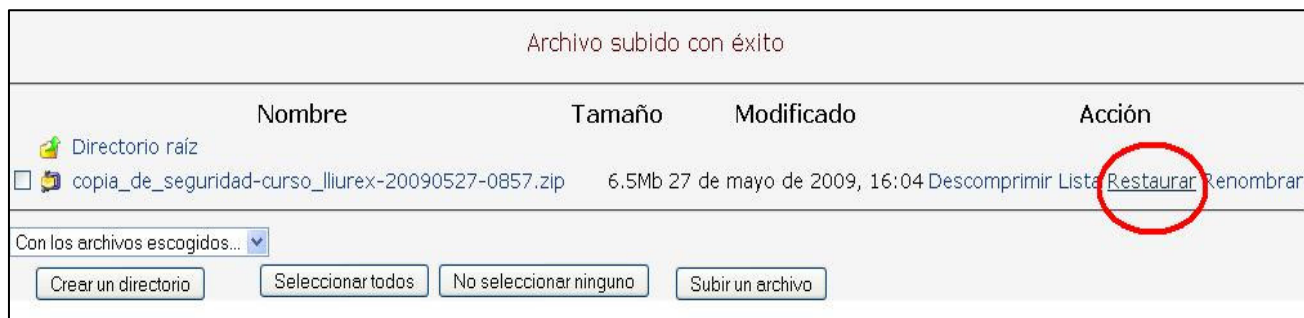 Archivo subido con éxito
Nombre Tamaño Modificado Acción
Directorio raíz
copia_de_seguridad-curso_lliurex-20090527-0857.zip 6.5Mb 27 de mayo de 2009, 16:04 Descomprimir Lista Restaurar Renombrar
Con los archivos escogidos...
Crear un directorio Seleccionar todos No seleccionar ninguno Subir un archivo